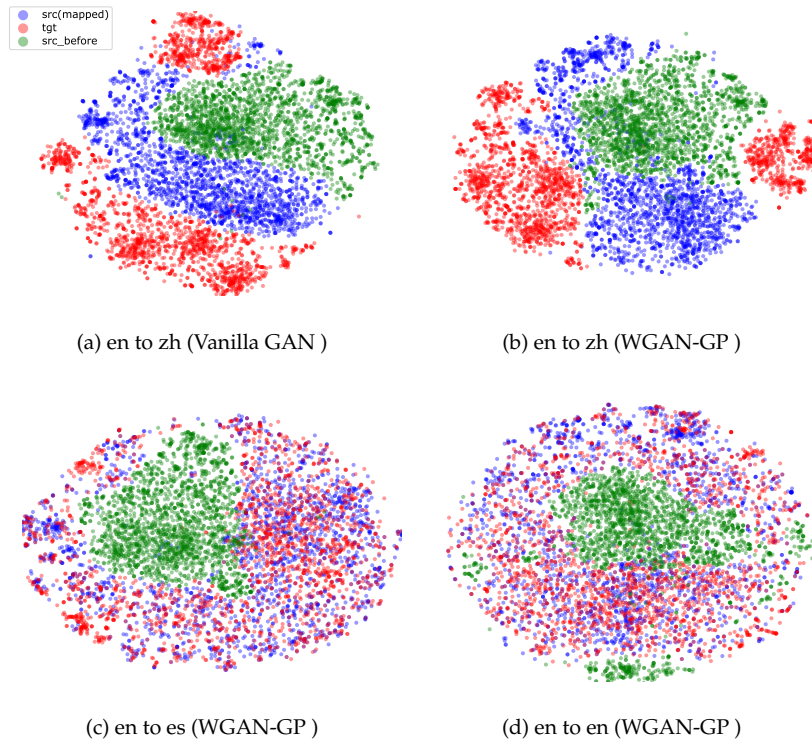 src(mapped)
tgt
src_before
(a) en to zh (Vanilla GAN )
(b) en to zh (WGAN-GP )
(c) en to es (WGAN-GP )
(d) en to en (WGAN-GP )